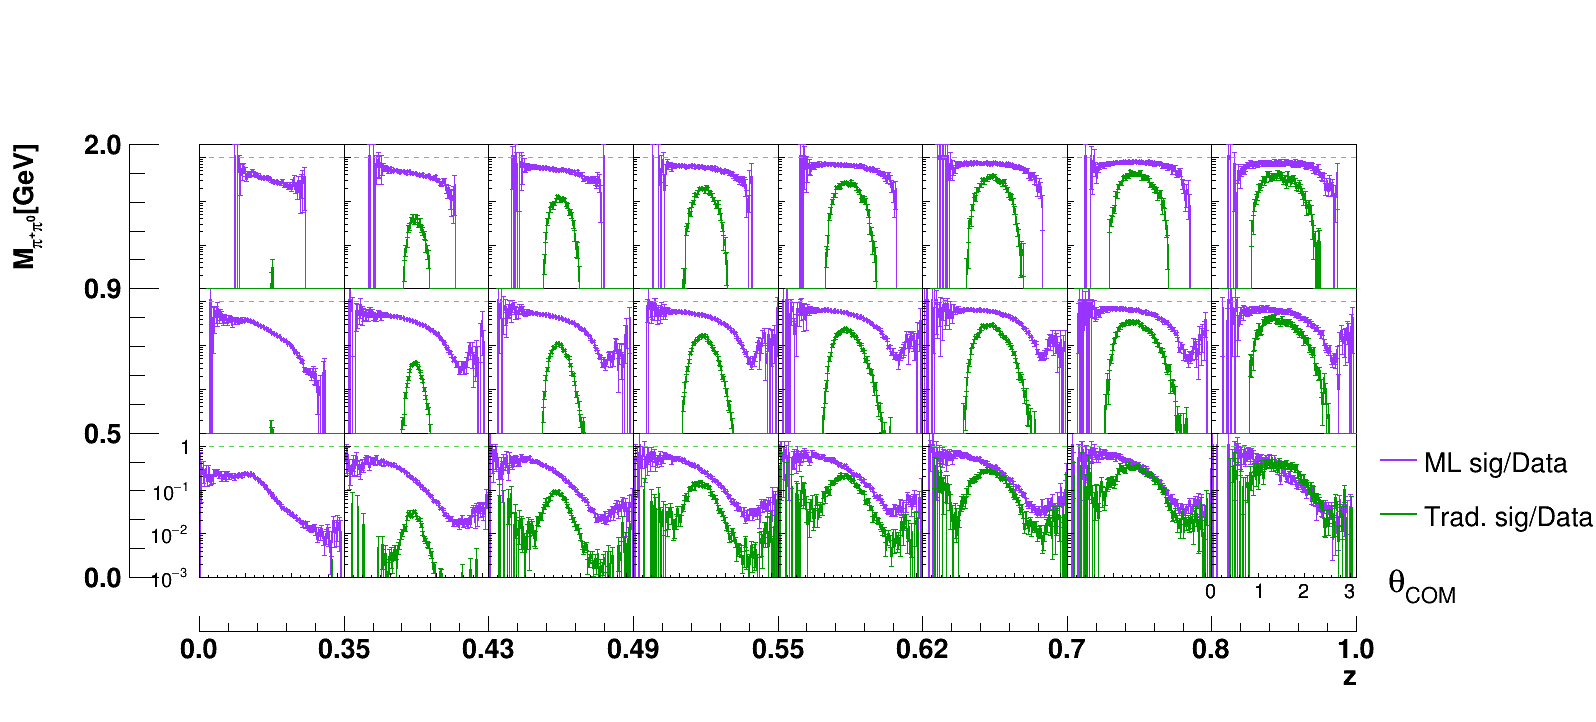 M π⁺π⁰ [GeV]
2.0
0.9
0.5
0.0
1
10⁻¹
10⁻²
10⁻³
ML sig/Data
Trad. sig/Data
0 1 2 3
θ COM
0.0 0.35 0.43 0.49 0.55 0.62 0.7 0.8 1.0
z